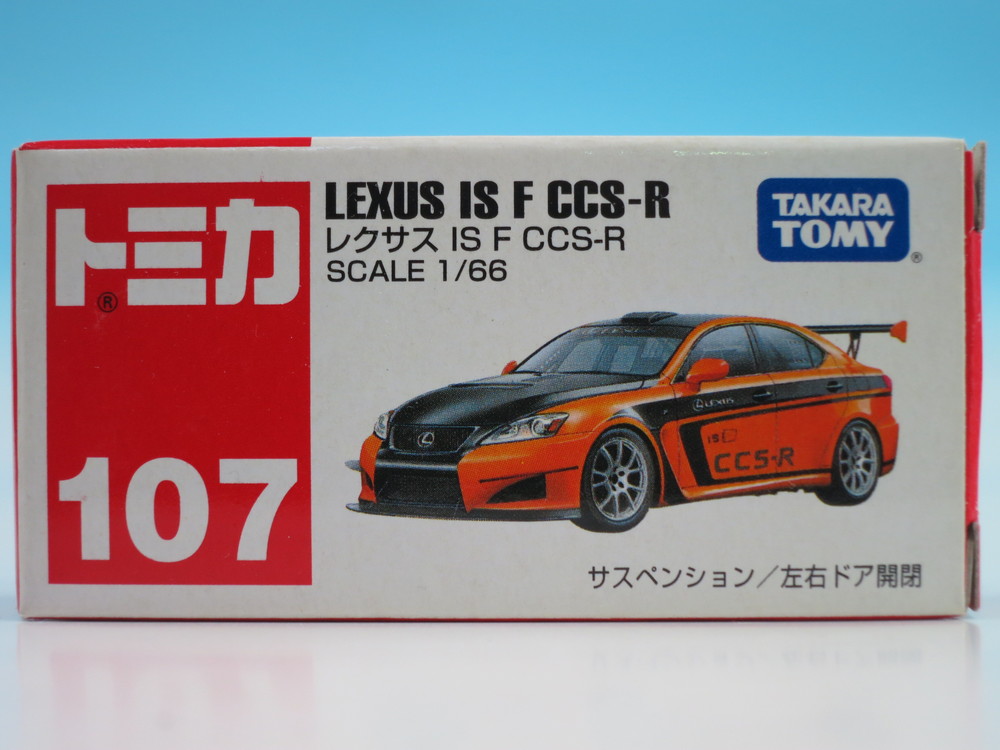 トミカ
®
107
LEXUS IS F CCS-R
レクサス IS F CCS-R
SCALE 1/66
TAKARA
TOMY
®
LEXUS
IS F
CCS-R
サスペンション/左右ドア開閉